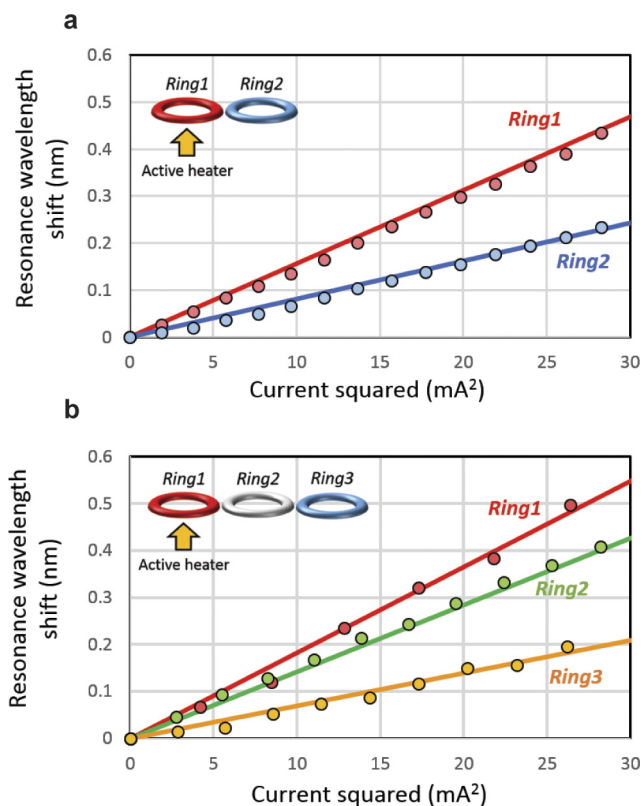 a
0.6
0.5
0.4
0.3
0.2
0.1
0
Resonance wavelength
shift (nm)
Ring1 Ring2
Active heater
Ring1
Ring2
0 5 10 15 20 25 30
Current squared (mA²)
b
0.6
0.5
0.4
0.3
0.2
0.1
0
Resonance wavelength
shift (nm)
Ring1 Ring2 Ring3
Active heater
Ring1
Ring2
Ring3
0 5 10 15 20 25 30
Current squared (mA²)